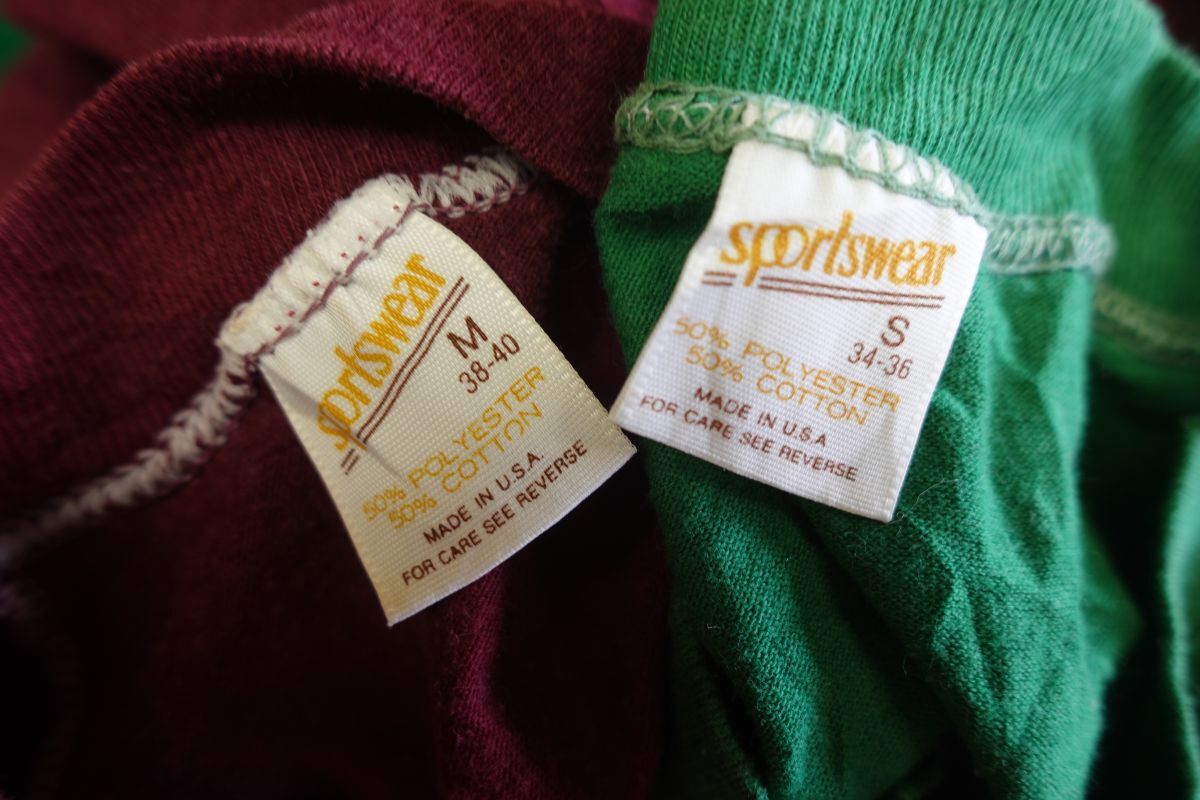 sportswear
M
38-40
50% POLYESTER
50% COTTON
MADE IN U.S.A.
FOR CARE SEE REVERSE
sportswear
S
34-36
50% POLYESTER
50% COTTON
MADE IN U.S.A
FOR CARE SEE REVERSE